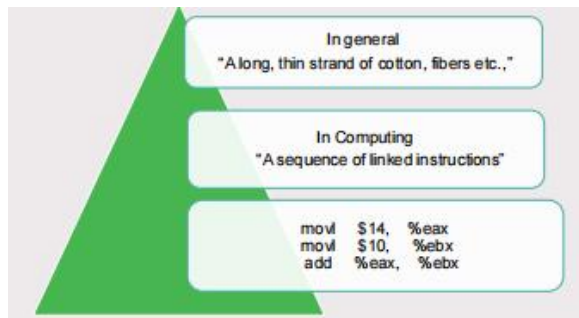 In general
“A long, thin strand of cotton, fibers etc.,”
In Computing
“A sequence of linked instructions”
movl $14, %eax
movl $10, %ebx
add %eax, %ebx